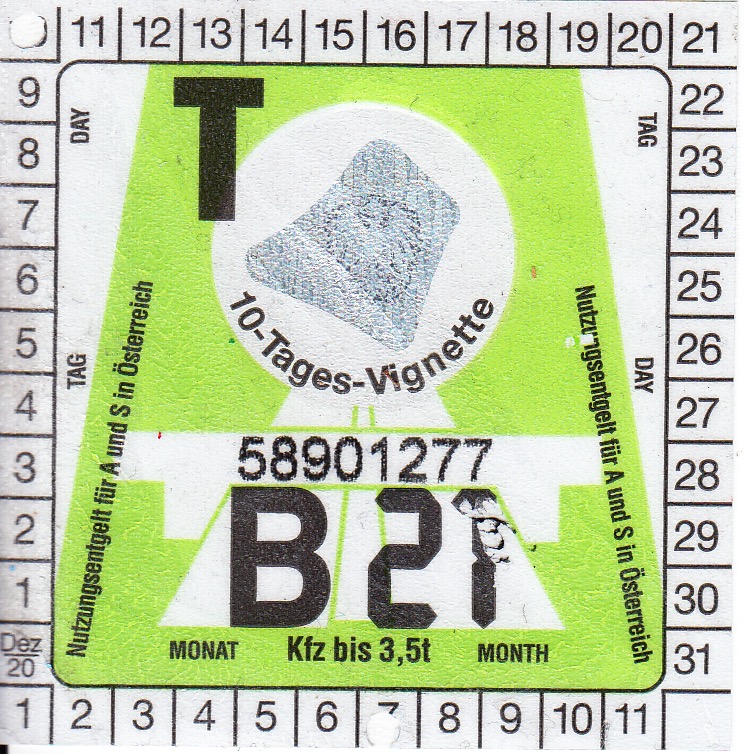 11 12 13 14 15 16 17 18 19 20 21
9
8
7
6
5
4
3
2
1
Dez
20
22
23
24
25
26
27
28
29
30
31
DAY
TAG
TAG
DAY
T
10-Tages-Vignette
Nutzungsentgelt für A und S in Österreich
Nutzungsentgelt für A und S in Österreich
58901277
B 21
MONAT Kfz bis 3,5t MONTH
1 2 3 4 5 6 7 8 9 10 11